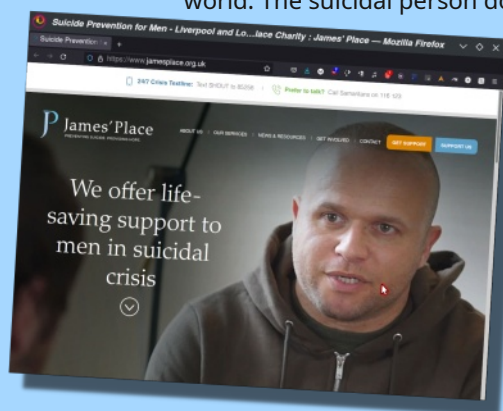 world. The suicidal person do
Suicide Prevention for Men - Liverpool and Lo...lace Charity : James' Place — Mozilla Firefox
Suicide Prevention
https://www.jamesplace.org.uk
24/7 Crisis Textline: Text SHOUT to 85258 | Prefer to talk? Call Samaritans on 116 123
James' Place
ABOUT US | OUR SERVICES | NEWS & RESOURCES | GET INVOLVED | CONTACT GET SUPPORT SUPPORT US
We offer life-
saving support to
men in suicidal
crisis